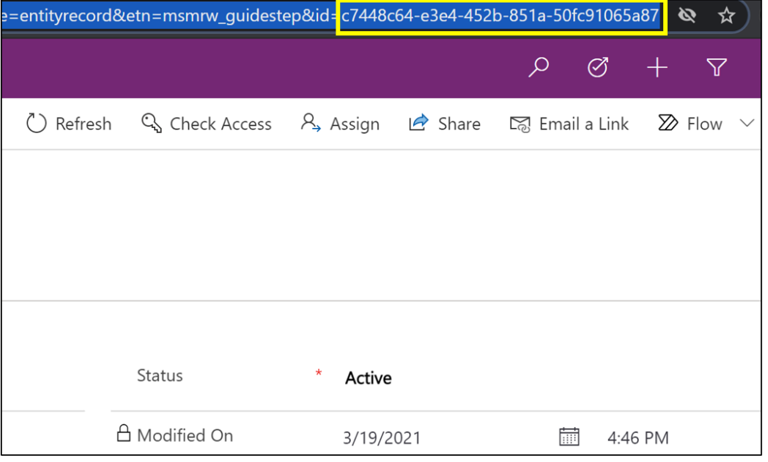 e=entityrecord&etn=msmrw_guidestep&id=c7448c64-e3e4-452b-851a-50fc91065a87
Refresh Check Access Assign Share Email a Link Flow
Status * Active
Modified On 3/19/2021 4:46 PM